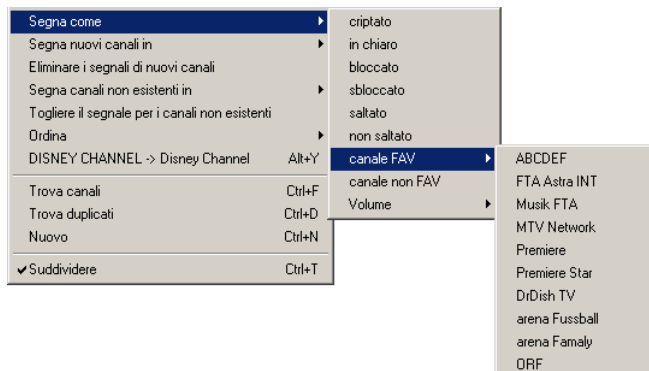 Segna come
Segna nuovi canali in
Eliminare i segnali di nuovi canali
Segna canali non esistenti in
Togliere il segnale per i canali non esistenti
Ordina
DISNEY CHANNEL -> Disney Channel Alt+Y
Trova canali Ctrl+F
Trova duplicati Ctrl+D
Nuovo Ctrl+N
Suddividere Ctrl+T
criptato
in chiaro
bloccato
sbloccato
saltato
non saltato
canale FAV
canale non FAV
Volume
ABCDEF
FTA Astra INT
Musik FTA
MTV Network
Premiere
Premiere Star
DrDish TV
arena Fussball
arena Famaly
ORF